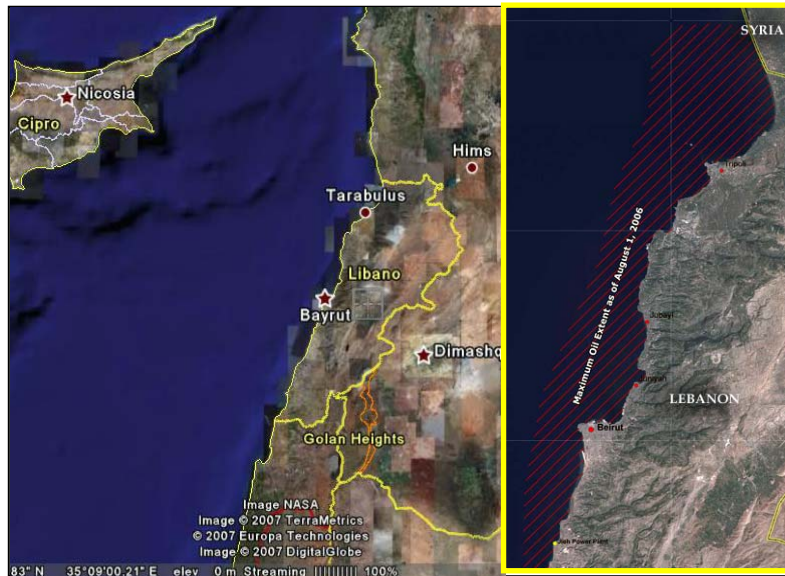 Nicosia
Cipro
Hims
Tarabulus
Libano
Bayrut
Dimashq
Golan Heights
Image NASA
Image © 2007 TerraMetrics
© 2007 Europa Technologies
Image © 2007 DigitalGlobe
83" N 35°09'00.21" E elev 0 m Streaming |||||||||| 100%
SYRIA
Tripoli
Maximum Oil Extent as of August 1, 2006
Jubayl
LEBANON
Beirut
Jieh Power Plant